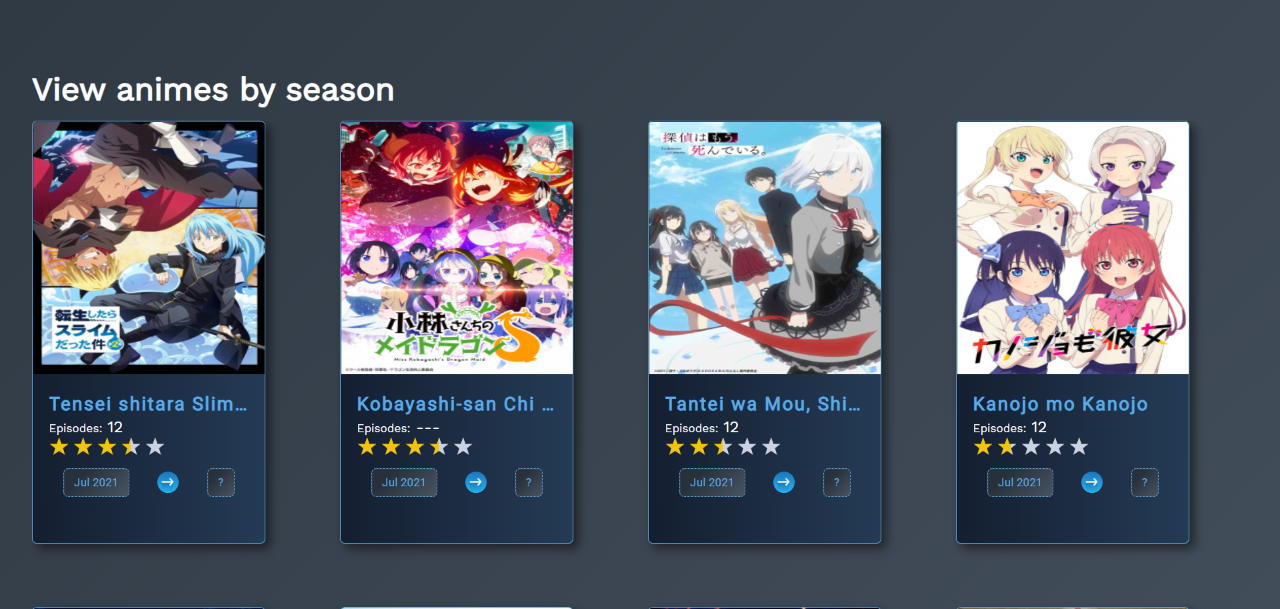 View animes by season
転生したら
スライム
だった件
小林さんちの
メイドラゴンS
Miss Kobayashi's Dragon Maid
探偵はもう、
死んでいる。
カノジョも彼女
Tensei shitara Slim...
Episodes: 12
Jul 2021 → ?
Kobayashi-san Chi ...
Episodes: ---
Jul 2021 → ?
Tantei wa Mou, Shi...
Episodes: 12
Jul 2021 → ?
Kanojo mo Kanojo
Episodes: 12
Jul 2021 → ?